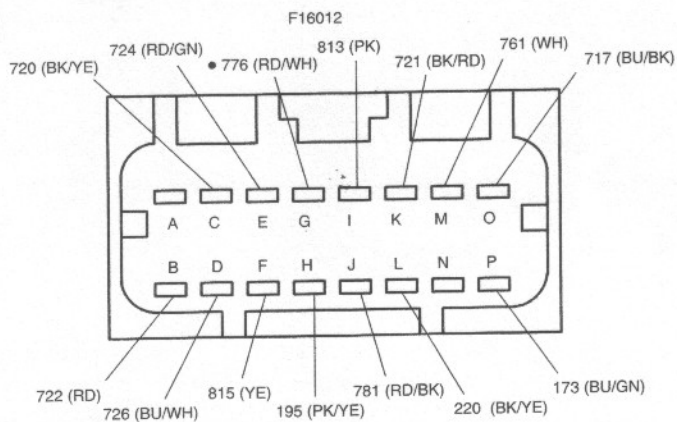 F16012
720 (BK/YE)
724 (RD/GN)
• 776 (RD/WH)
813 (PK)
721 (BK/RD)
761 (WH)
717 (BU/BK)
A C E G I K M O
B D F H J L N P
722 (RD)
726 (BU/WH)
815 (YE)
195 (PK/YE)
781 (RD/BK)
220 (BK/YE)
173 (BU/GN)